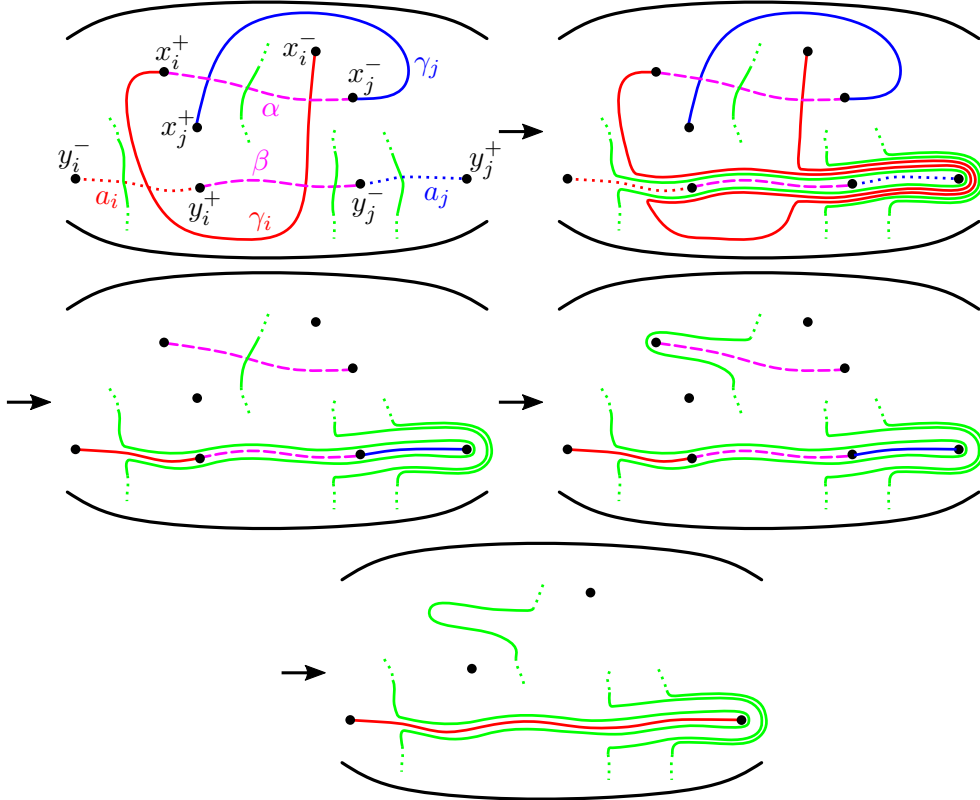 x_i^+
x_i^-
x_j^-
γ_j
α
x_j^+
y_i^-
β
y_j^+
a_i
y_i^+
y_j^-
a_j
γ_i